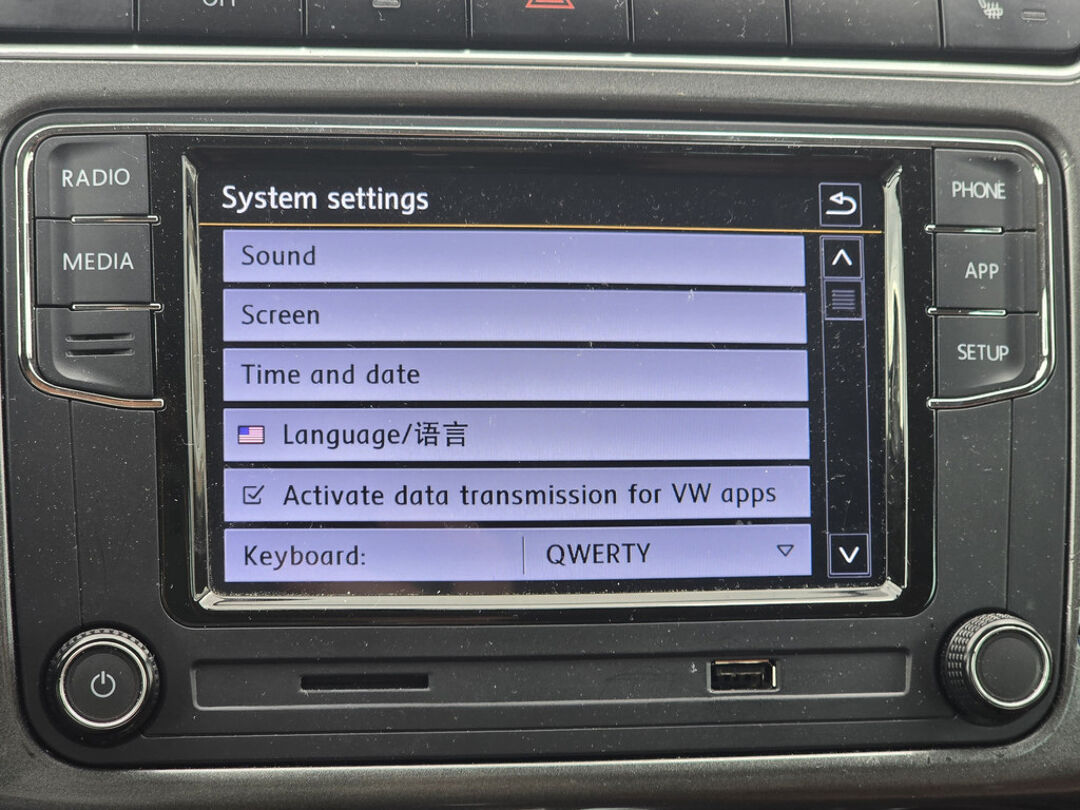 OFF
RADIO
MEDIA
System settings
Sound
Screen
Time and date
Language/语言
Activate data transmission for VW apps
Keyboard: QWERTY
PHONE
APP
SETUP